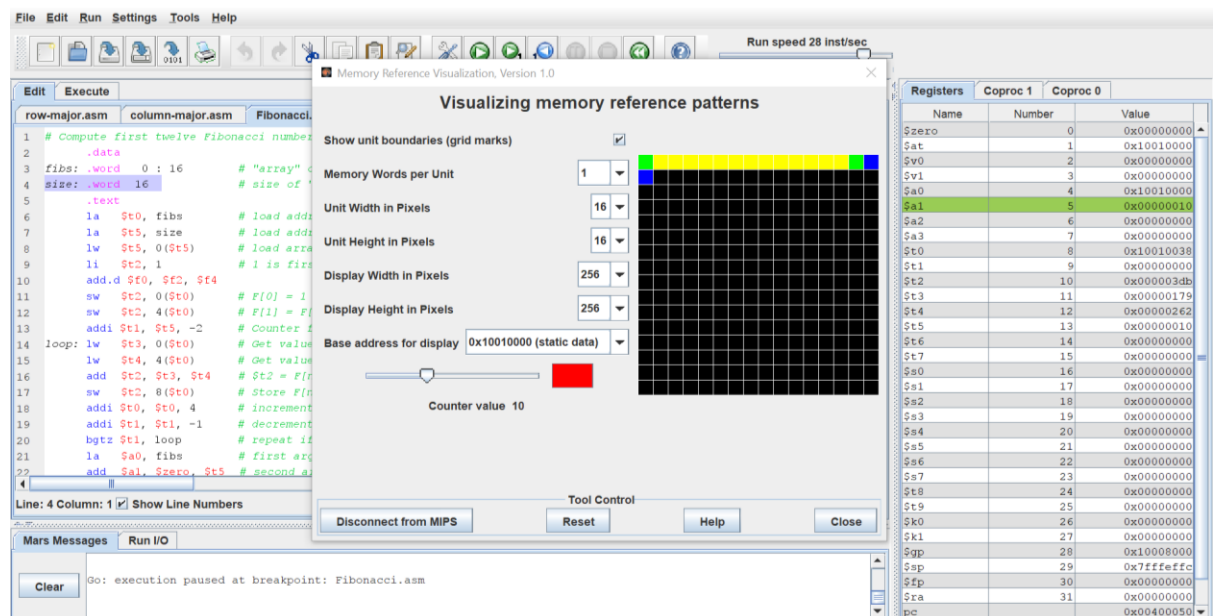 File Edit Run Settings Tools Help
Run speed 28 inst/sec
Edit Execute
row-major.asm column-major.asm Fibonacci.
1 # Compute first twelve Fibonacci number
2 .data
3 fibs: .word 0 : 16 # "array"
4 size: .word 16 # size of
5 .text
6 la $t0, fibs # load addr
7 la $t5, size # load addr
8 lw $t5, 0($t5) # load arra
9 li $t2, 1 # 1 is firs
10 add.d $f0, $f2, $f4
11 sw $t2, 0($t0) # F[0] = 1
12 sw $t2, 4($t0) # F[1] = F[
13 addi $t1, $t5, -2 # Counter f
14 loop: lw $t3, 0($t0) # Get value
15 lw $t4, 4($t0) # Get value
16 add $t2, $t3, $t4 # $t2 = F[n
17 sw $t2, 8($t0) # Store F[n
18 addi $t0, $t0, 4 # increment
19 addi $t1, $t1, -1 # decrement
20 bgtz $t1, loop # repeat if
21 la $a0, fibs # first arg
22 add $a1, $zero, $t5 # second a
Line: 4 Column: 1 Show Line Numbers
Memory Reference Visualization, Version 1.0
Visualizing memory reference patterns
Show unit boundaries (grid marks)
Memory Words per Unit 1
Unit Width in Pixels 16
Unit Height in Pixels 16
Display Width in Pixels 256
Display Height in Pixels 256
Base address for display 0x10010000 (static data)
Counter value 10
Tool Control
Disconnect from MIPS Reset Help Close
Mars Messages Run I/O
Clear
Go: execution paused at breakpoint: Fibonacci.asm
Registers Coproc 1 Coproc 0
Name Number Value
$zero 0 0x00000000
$at 1 0x10010000
$v0 2 0x00000000
$v1 3 0x00000000
$a0 4 0x10010000
$a1 5 0x00000010
$a2 6 0x00000000
$a3 7 0x00000000
$t0 8 0x10010038
$t1 9 0x00000000
$t2 10 0x000003db
$t3 11 0x00000179
$t4 12 0x00000262
$t5 13 0x00000010
$t6 14 0x00000000
$t7 15 0x00000000
$s0 16 0x00000000
$s1 17 0x00000000
$s2 18 0x00000000
$s3 19 0x00000000
$s4 20 0x00000000
$s5 21 0x00000000
$s6 22 0x00000000
$s7 23 0x00000000
$t8 24 0x00000000
$t9 25 0x00000000
$k0 26 0x00000000
$k1 27 0x00000000
$gp 28 0x10008000
$sp 29 0x7fffeffc
$fp 30 0x00000000
$ra 31 0x00000000
pc 0x00400050